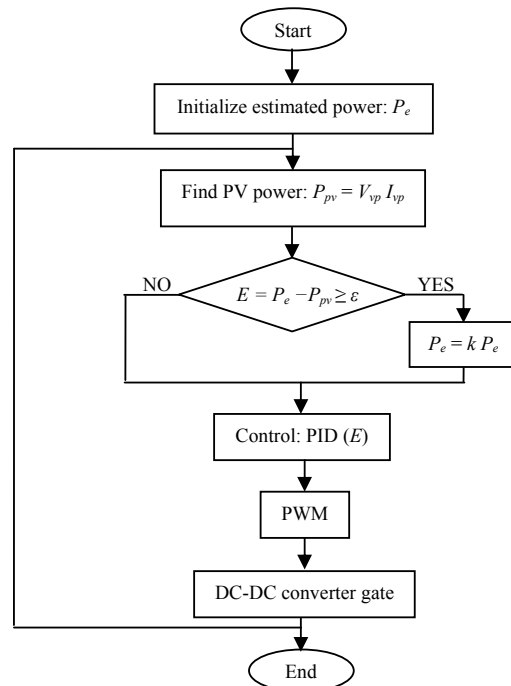 Start
Initialize estimated power: Pₑ
Find PV power: Pₚᵥ = Vᵥₚ Iᵥₚ
NO
E = Pₑ −Pₚᵥ ≥ ε
YES
Pₑ = k Pₑ
Control: PID (E)
PWM
DC-DC converter gate
End